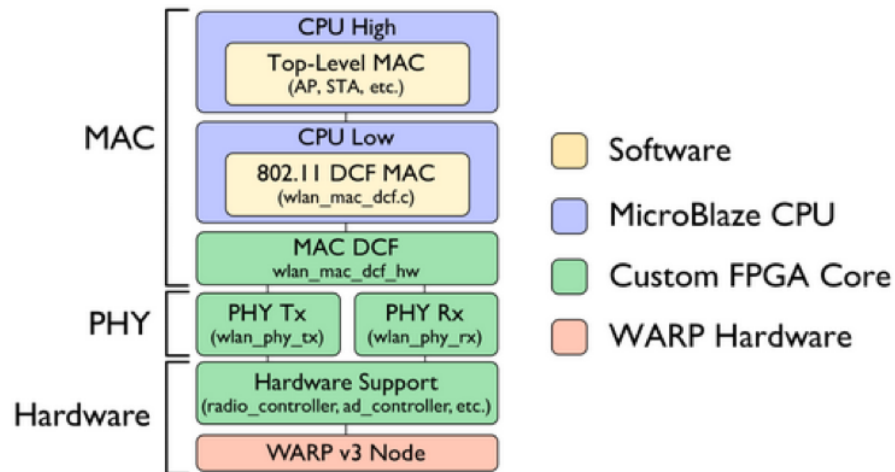 MAC
CPU High
Top-Level MAC
(AP, STA, etc.)
CPU Low
802.11 DCF MAC
(wlan_mac_dcf.c)
MAC DCF
wlan_mac_dcf_hw
PHY
PHY Tx
(wlan_phy_tx)
PHY Rx
(wlan_phy_rx)
Hardware
Hardware Support
(radio_controller, ad_controller, etc.)
WARP v3 Node
Software
MicroBlaze CPU
Custom FPGA Core
WARP Hardware